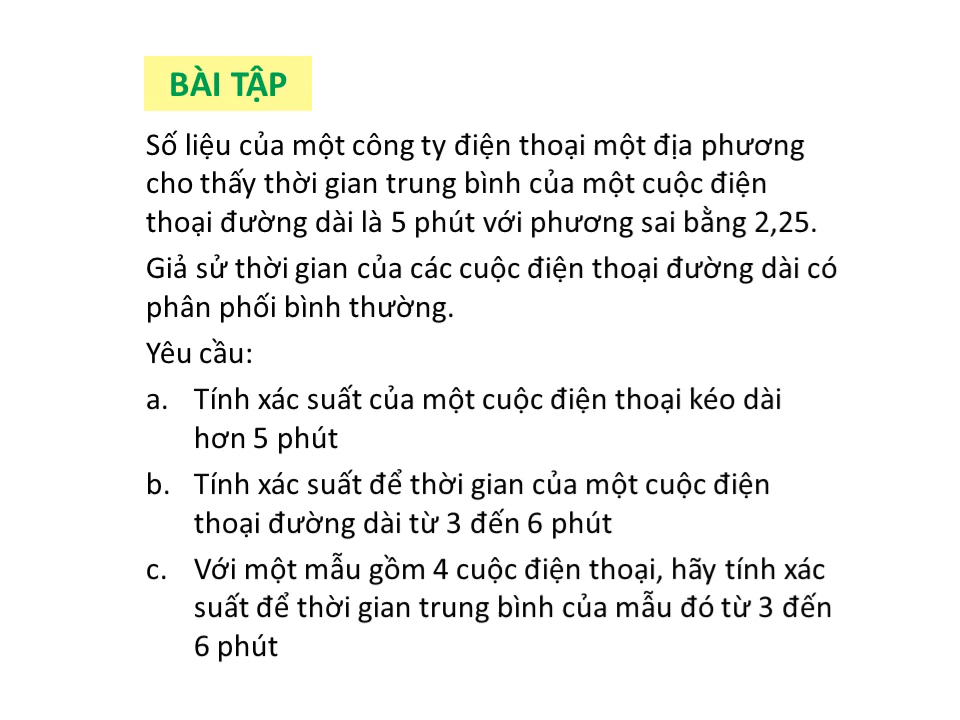 BÀI TẬP
Số liệu của một công ty điện thoại một địa phương
cho thấy thời gian trung bình của một cuộc điện
thoại đường dài là 5 phút với phương sai bằng 2,25.
Giả sử thời gian của các cuộc điện thoại đường dài có
phân phối bình thường.
Yêu cầu:
a. Tính xác suất của một cuộc điện thoại kéo dài
hơn 5 phút
b. Tính xác suất để thời gian của một cuộc điện
thoại đường dài từ 3 đến 6 phút
c. Với một mẫu gồm 4 cuộc điện thoại, hãy tính xác
suất để thời gian trung bình của mẫu đó từ 3 đến
6 phút